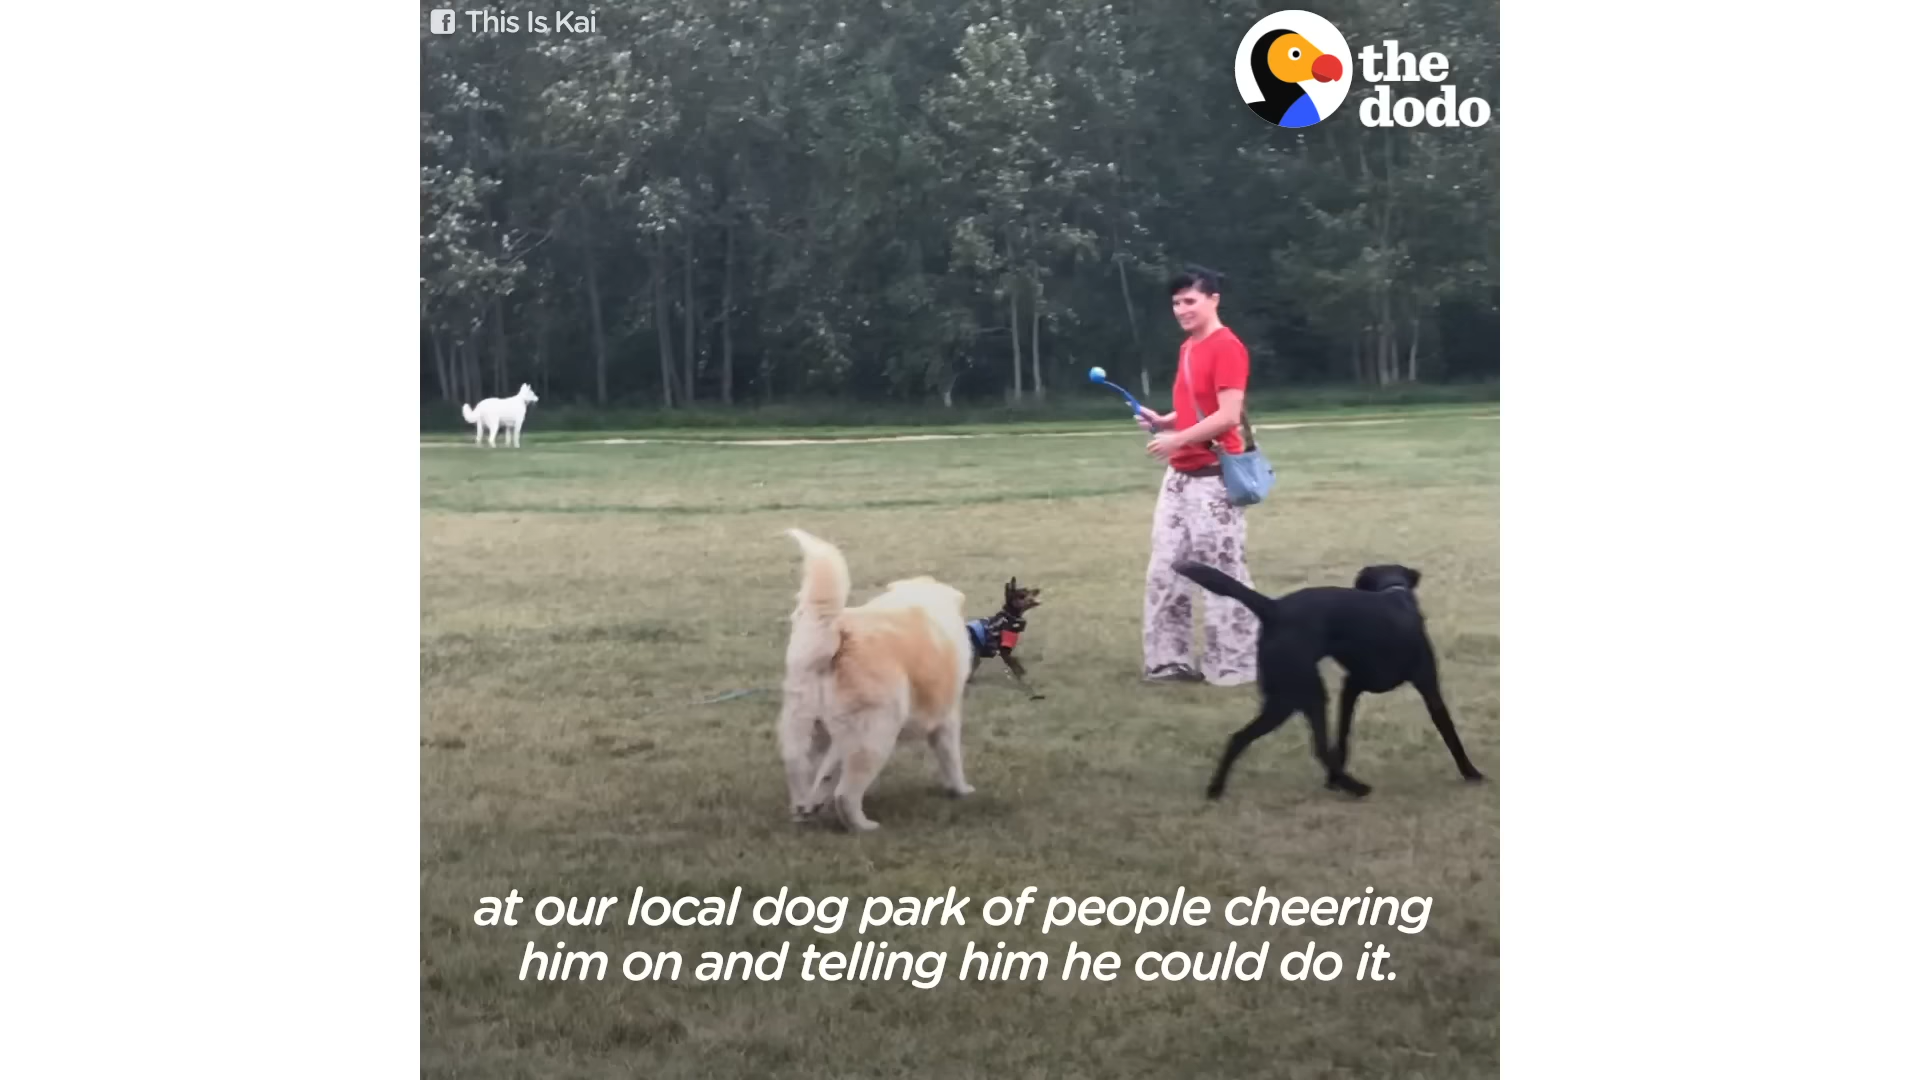 This Is Kai
the
dodo
at our local dog park of people cheering
him on and telling him he could do it.